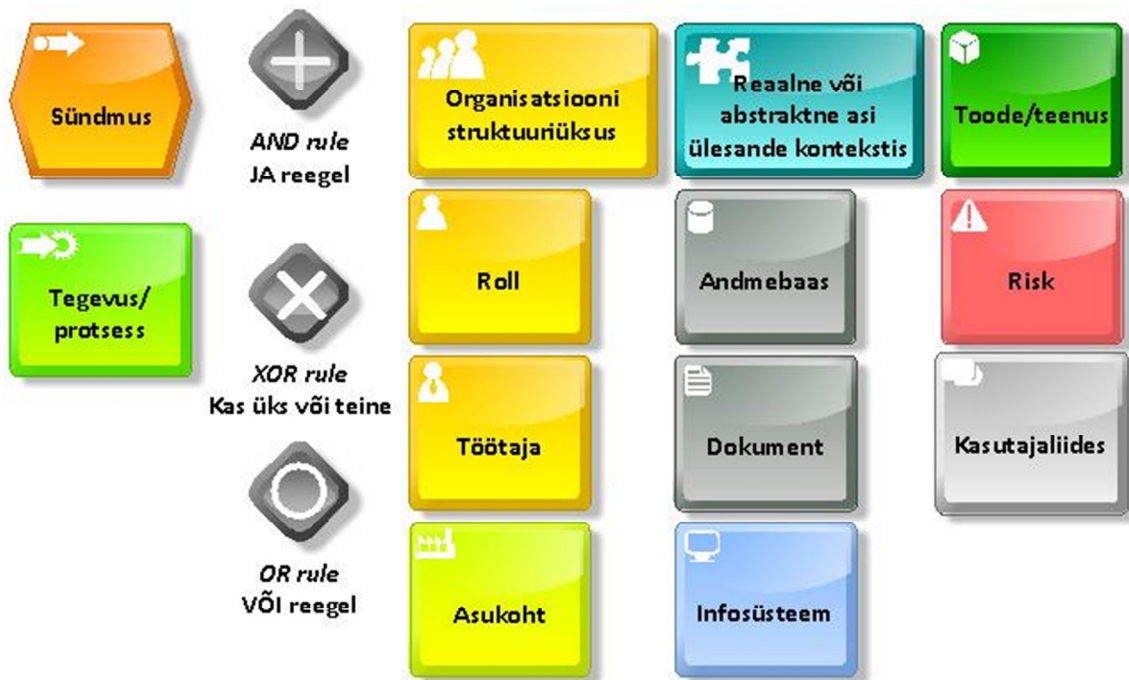 Sündmus
AND rule
JA reegel
Organisatsiooni
struktuuriüksus
Reaalne või
abstraktne asi
ülesande kontekstis
Toode/teenus
Tegevus/
protsess
XOR rule
Kas üks või teine
Roll
Andmebaas
Risk
Töötaja
Dokument
Kasutajaliides
OR rule
VÕI reegel
Asukoht
Infosüsteem